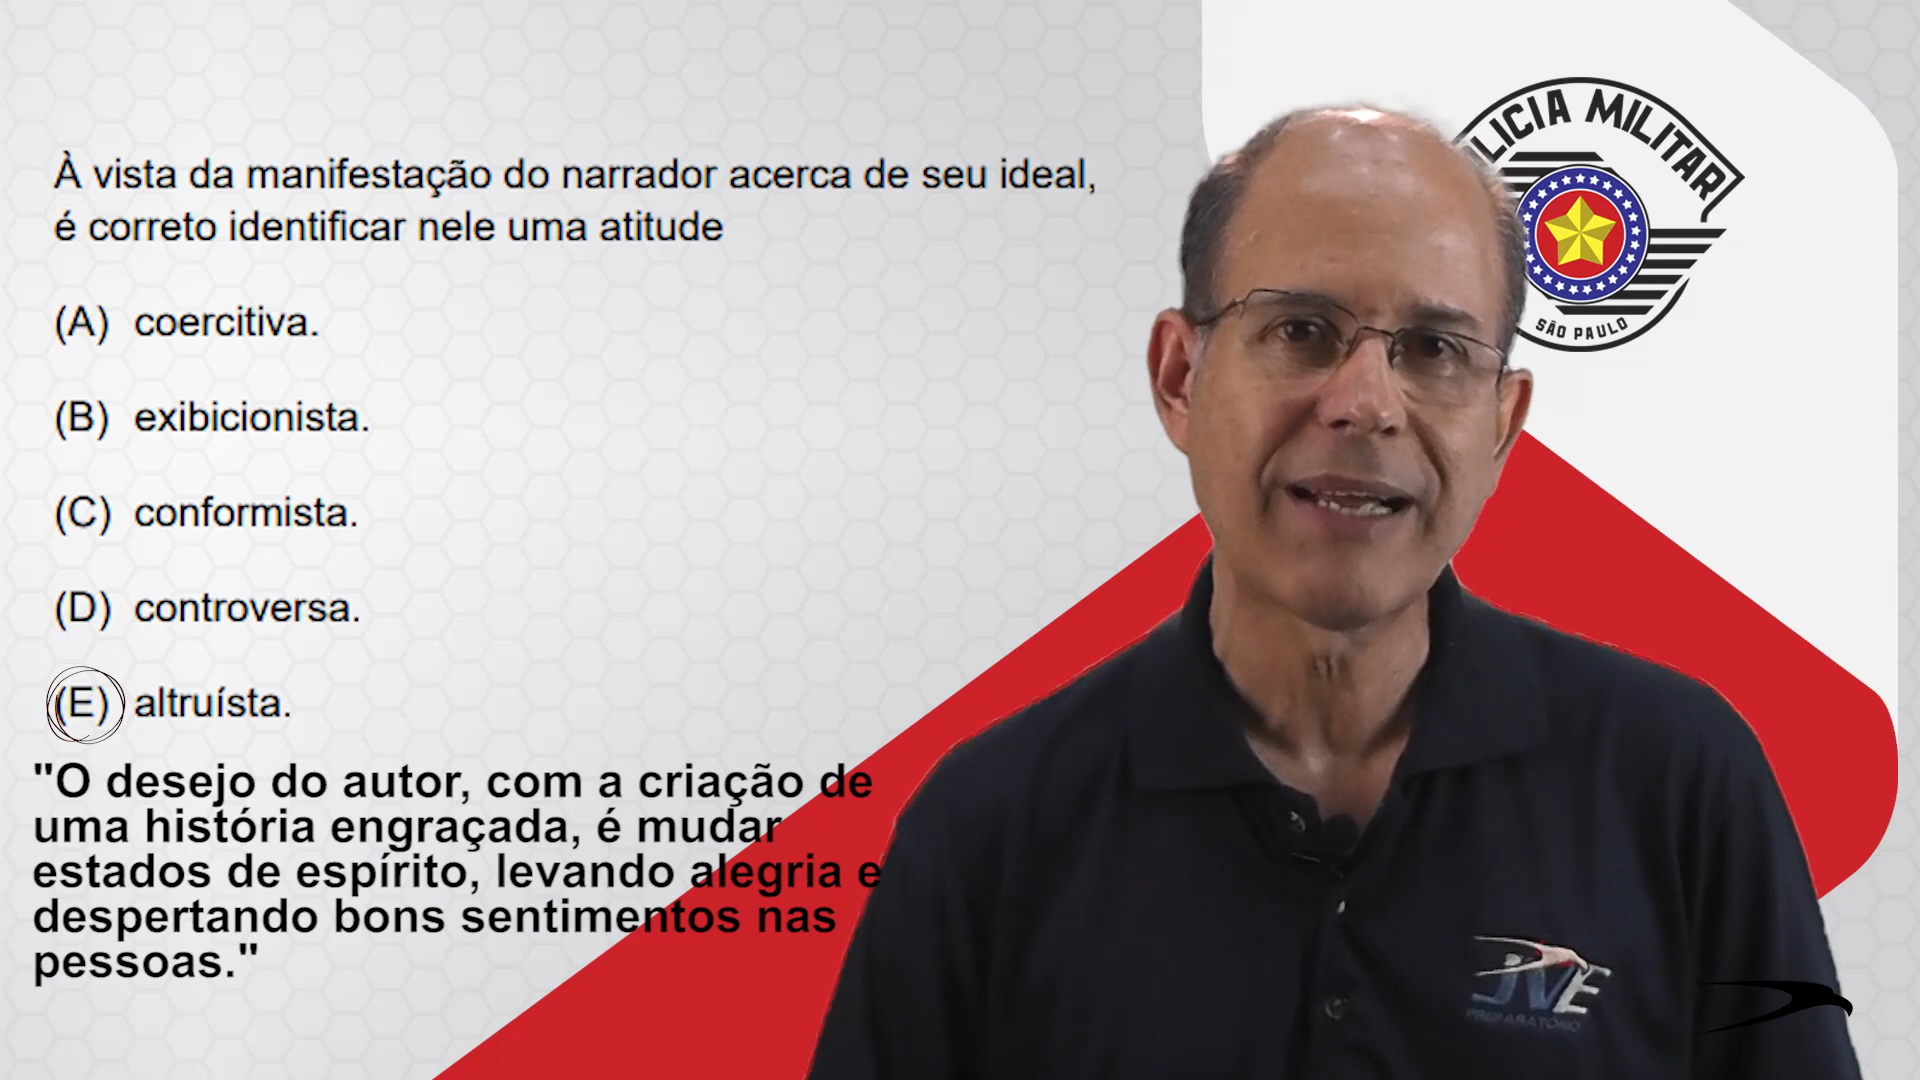 À vista da manifestação do narrador acerca de seu ideal,
é correto identificar nele uma atitude
(A) coercitiva.
(B) exibicionista.
(C) conformista.
(D) controversa.
(E) altruísta.
"O desejo do autor, com a criação de
uma história engraçada, é mudar
estados de espírito, levando alegria e
despertando bons sentimentos nas
pessoas."
LICIA MILITAR
SÃO PAULO
JVE
PREPARATÓRIO